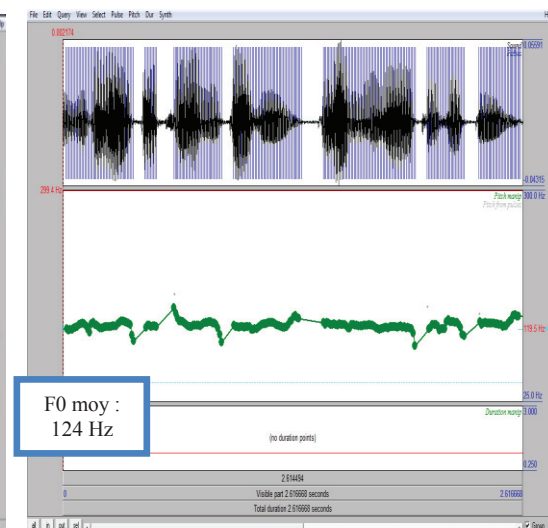 File Edit Query View Select Pulse Pitch Dur Synth
0.002174
Sound 0.05591
Pulses
-0.04315
299.4 Hz
Pitch manip 300.0 Hz
Pitch from pulses
119.5 Hz
25.0 Hz
F0 moy :
124 Hz
Duration manip 3.000
(no duration points)
0.250
2.614494
0 Visible part 2.616668 seconds 2.616668
Total duration 2.616668 seconds
all in out sel Group